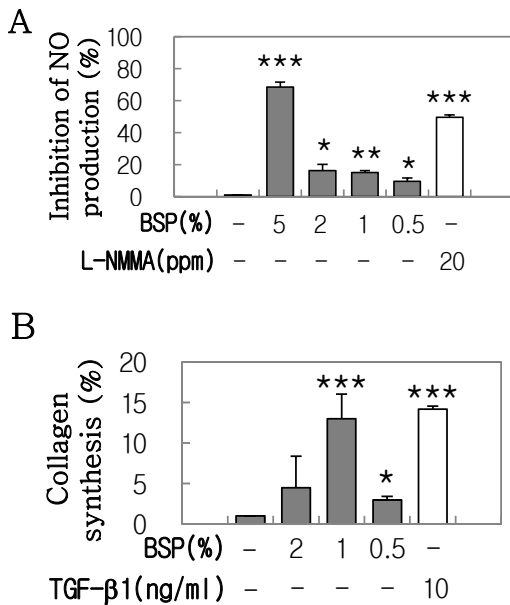 A
Inhibition of NO
production (%)
100
80
60
40
20
0
***
*
**
*
***
BSP(%) – 5 2 1 0.5 –
L-NMMA(ppm) – – – – – 20
B
Collagen
synthesis (%)
20
15
10
5
0
***
*
***
BSP(%) – 2 1 0.5 –
TGF-β1(ng/ml) – – – – 10